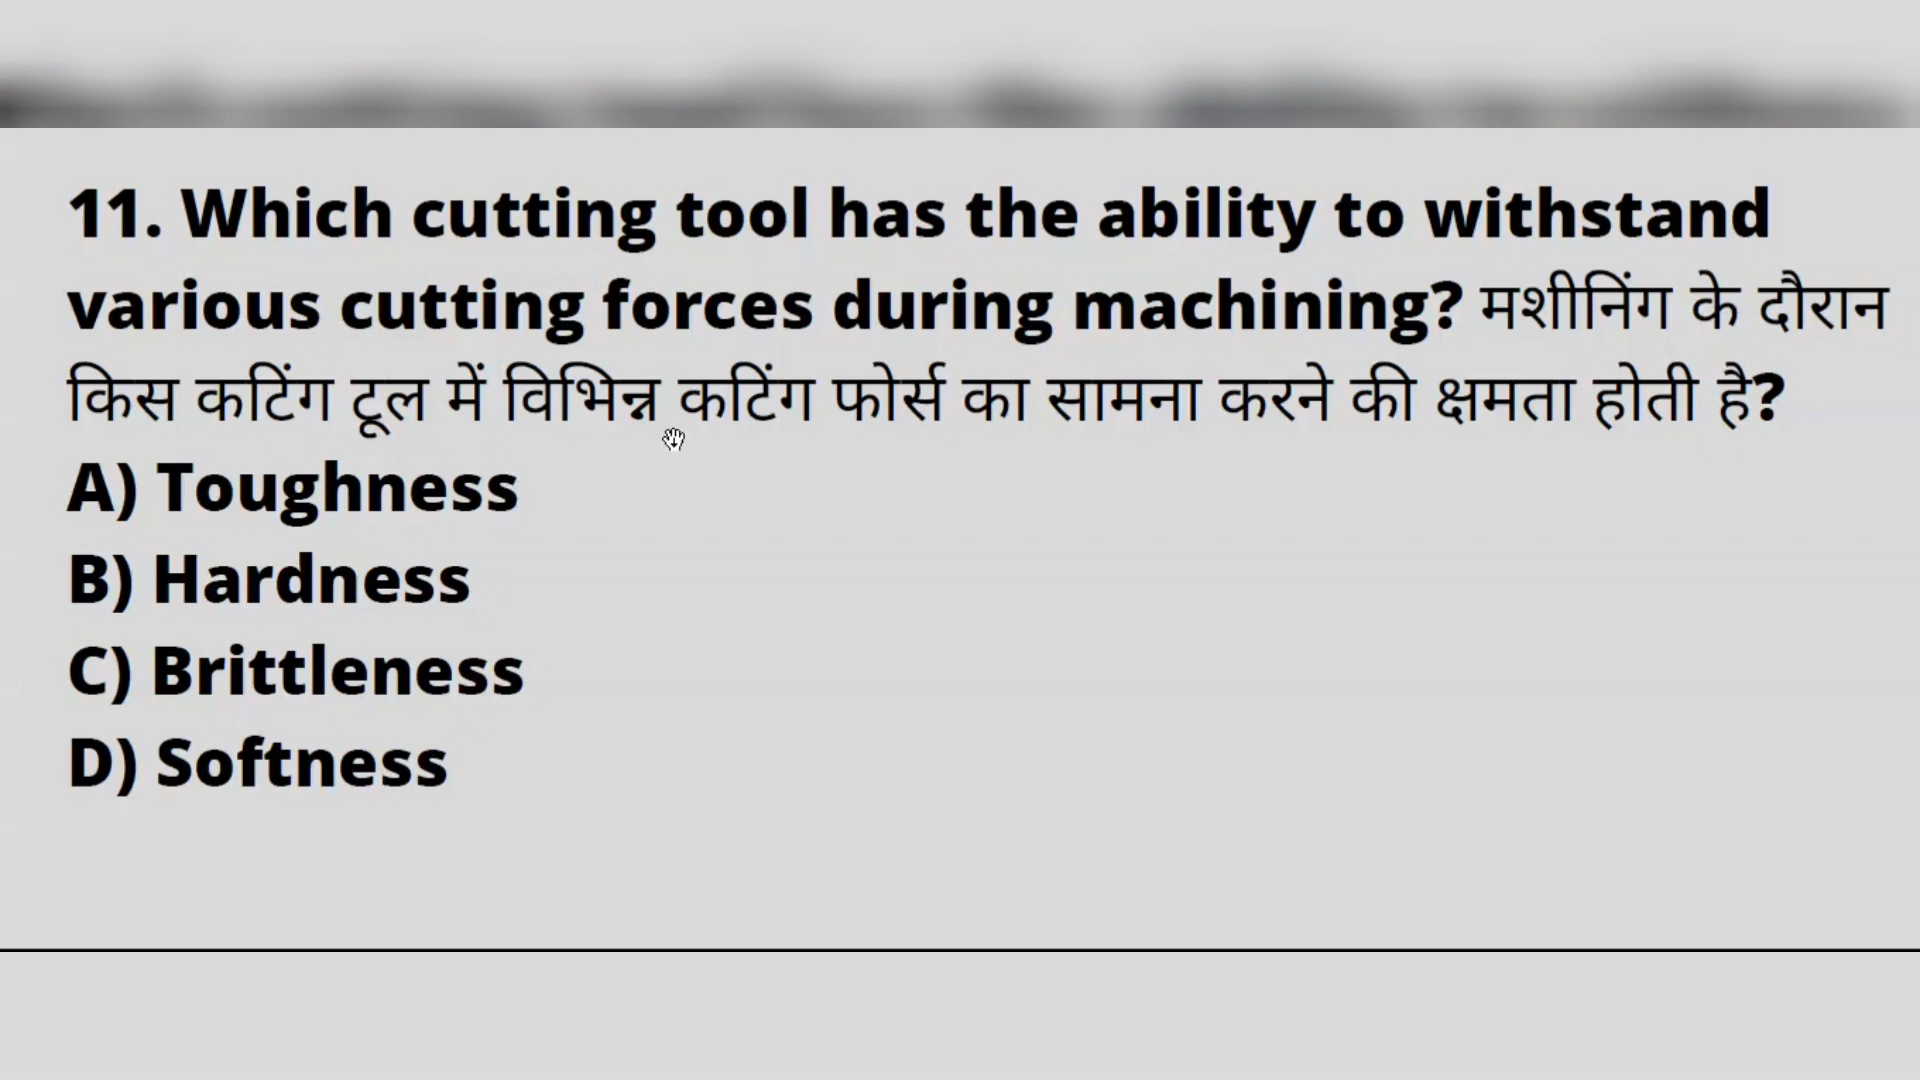 11. Which cutting tool has the ability to withstand
various cutting forces during machining? मशीनिंग के दौरान
किस कटिंग टूल में विभिन्न कटिंग फोर्स का सामना करने की क्षमता होती है?
A) Toughness
B) Hardness
C) Brittleness
D) Softness